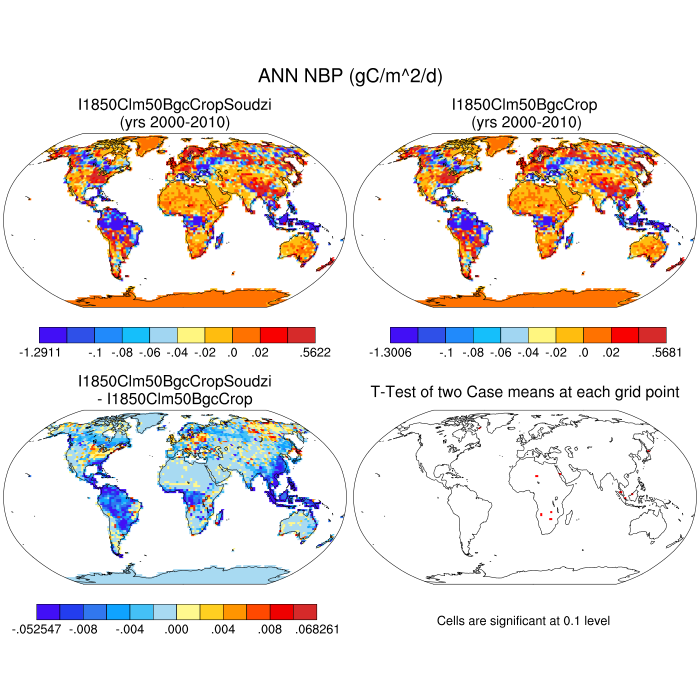 ANN NBP (gC/m^2/d)
I1850Clm50BgcCropSoudzi
(yrs 2000-2010)
I1850Clm50BgcCrop
(yrs 2000-2010)
-1.2911 -.1 -.08 -.06 -.04 -.02 .0 .02 .5622
-1.3006 -.1 -.08 -.06 -.04 -.02 .0 .02 .5681
I1850Clm50BgcCropSoudzi
- I1850Clm50BgcCrop
T-Test of two Case means at each grid point
-.052547 -.008 -.004 .000 .004 .008 .068261
Cells are significant at 0.1 level